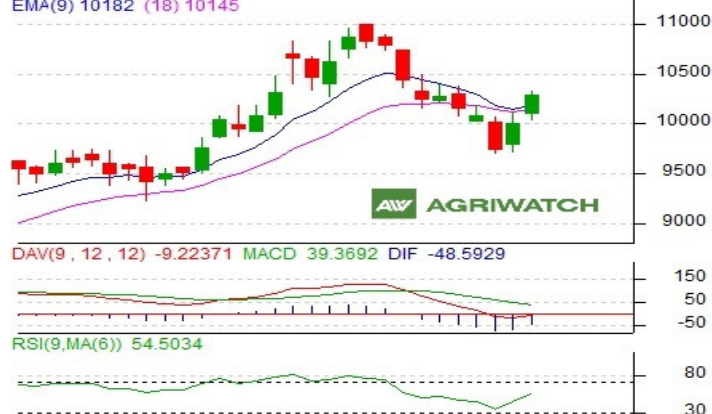 EMA(9) 10182 (18) 10145
11000
10500
10000
9500
9000
AW AGRIWATCH
DAV(9 , 12 , 12) -9.22371 MACD 39.3692 DIF -48.5929
150
50
-50
RSI(9,MA(6)) 54.5034
80
30